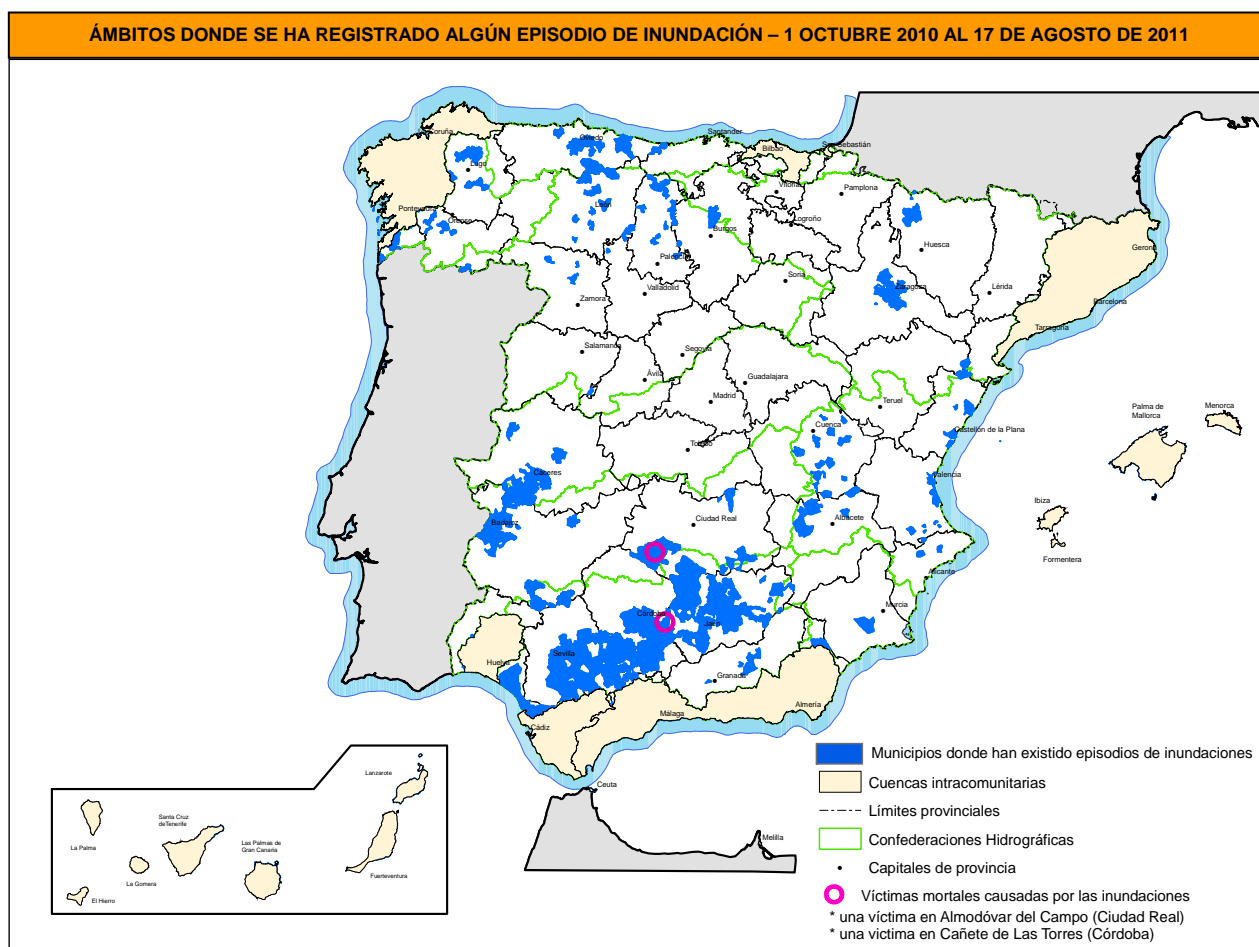 ÁMBITOS DONDE SE HA REGISTRADO ALGÚN EPISODIO DE INUNDACIÓN – 1 OCTUBRE 2010 AL 17 DE AGOSTO DE 2011
Coruña
Oviedo
Santander
Bilbao
San Sebastián
Lugo
Vitoria
Pamplona
Pontevedra
Orense
León
Logroño
Burgos
Huesca
Gerona
Palencia
Soria
Zaragoza
Lérida
Zamora
Valladolid
Barcelona
Tarragona
Salamanca
Segovia
Ávila
Guadalajara
Madrid
Teruel
Palma de
Mallorca
Menorca
Cuenca
Castellón de la Plana
Toledo
Cáceres
Valencia
Ibiza
Badajoz
Ciudad Real
Albacete
Formentera
Alicante
Murcia
Córdoba
Jaén
Sevilla
Huelva
Granada
Almería
Málaga
Cádiz
Ceuta
Melilla
Lanzarote
Santa Cruz
deTenerife
La Palma
Las Palmas de
Gran Canaria
La Gomera
Fuerteventura
El Hierro
Municipios donde han existido episodios de inundaciones
Cuencas intracomunitarias
Límites provinciales
Confederaciones Hidrográficas
Capitales de provincia
Víctimas mortales causadas por las inundaciones
* una víctima en Almodóvar del Campo (Ciudad Real)
* una victima en Cañete de Las Torres (Córdoba)